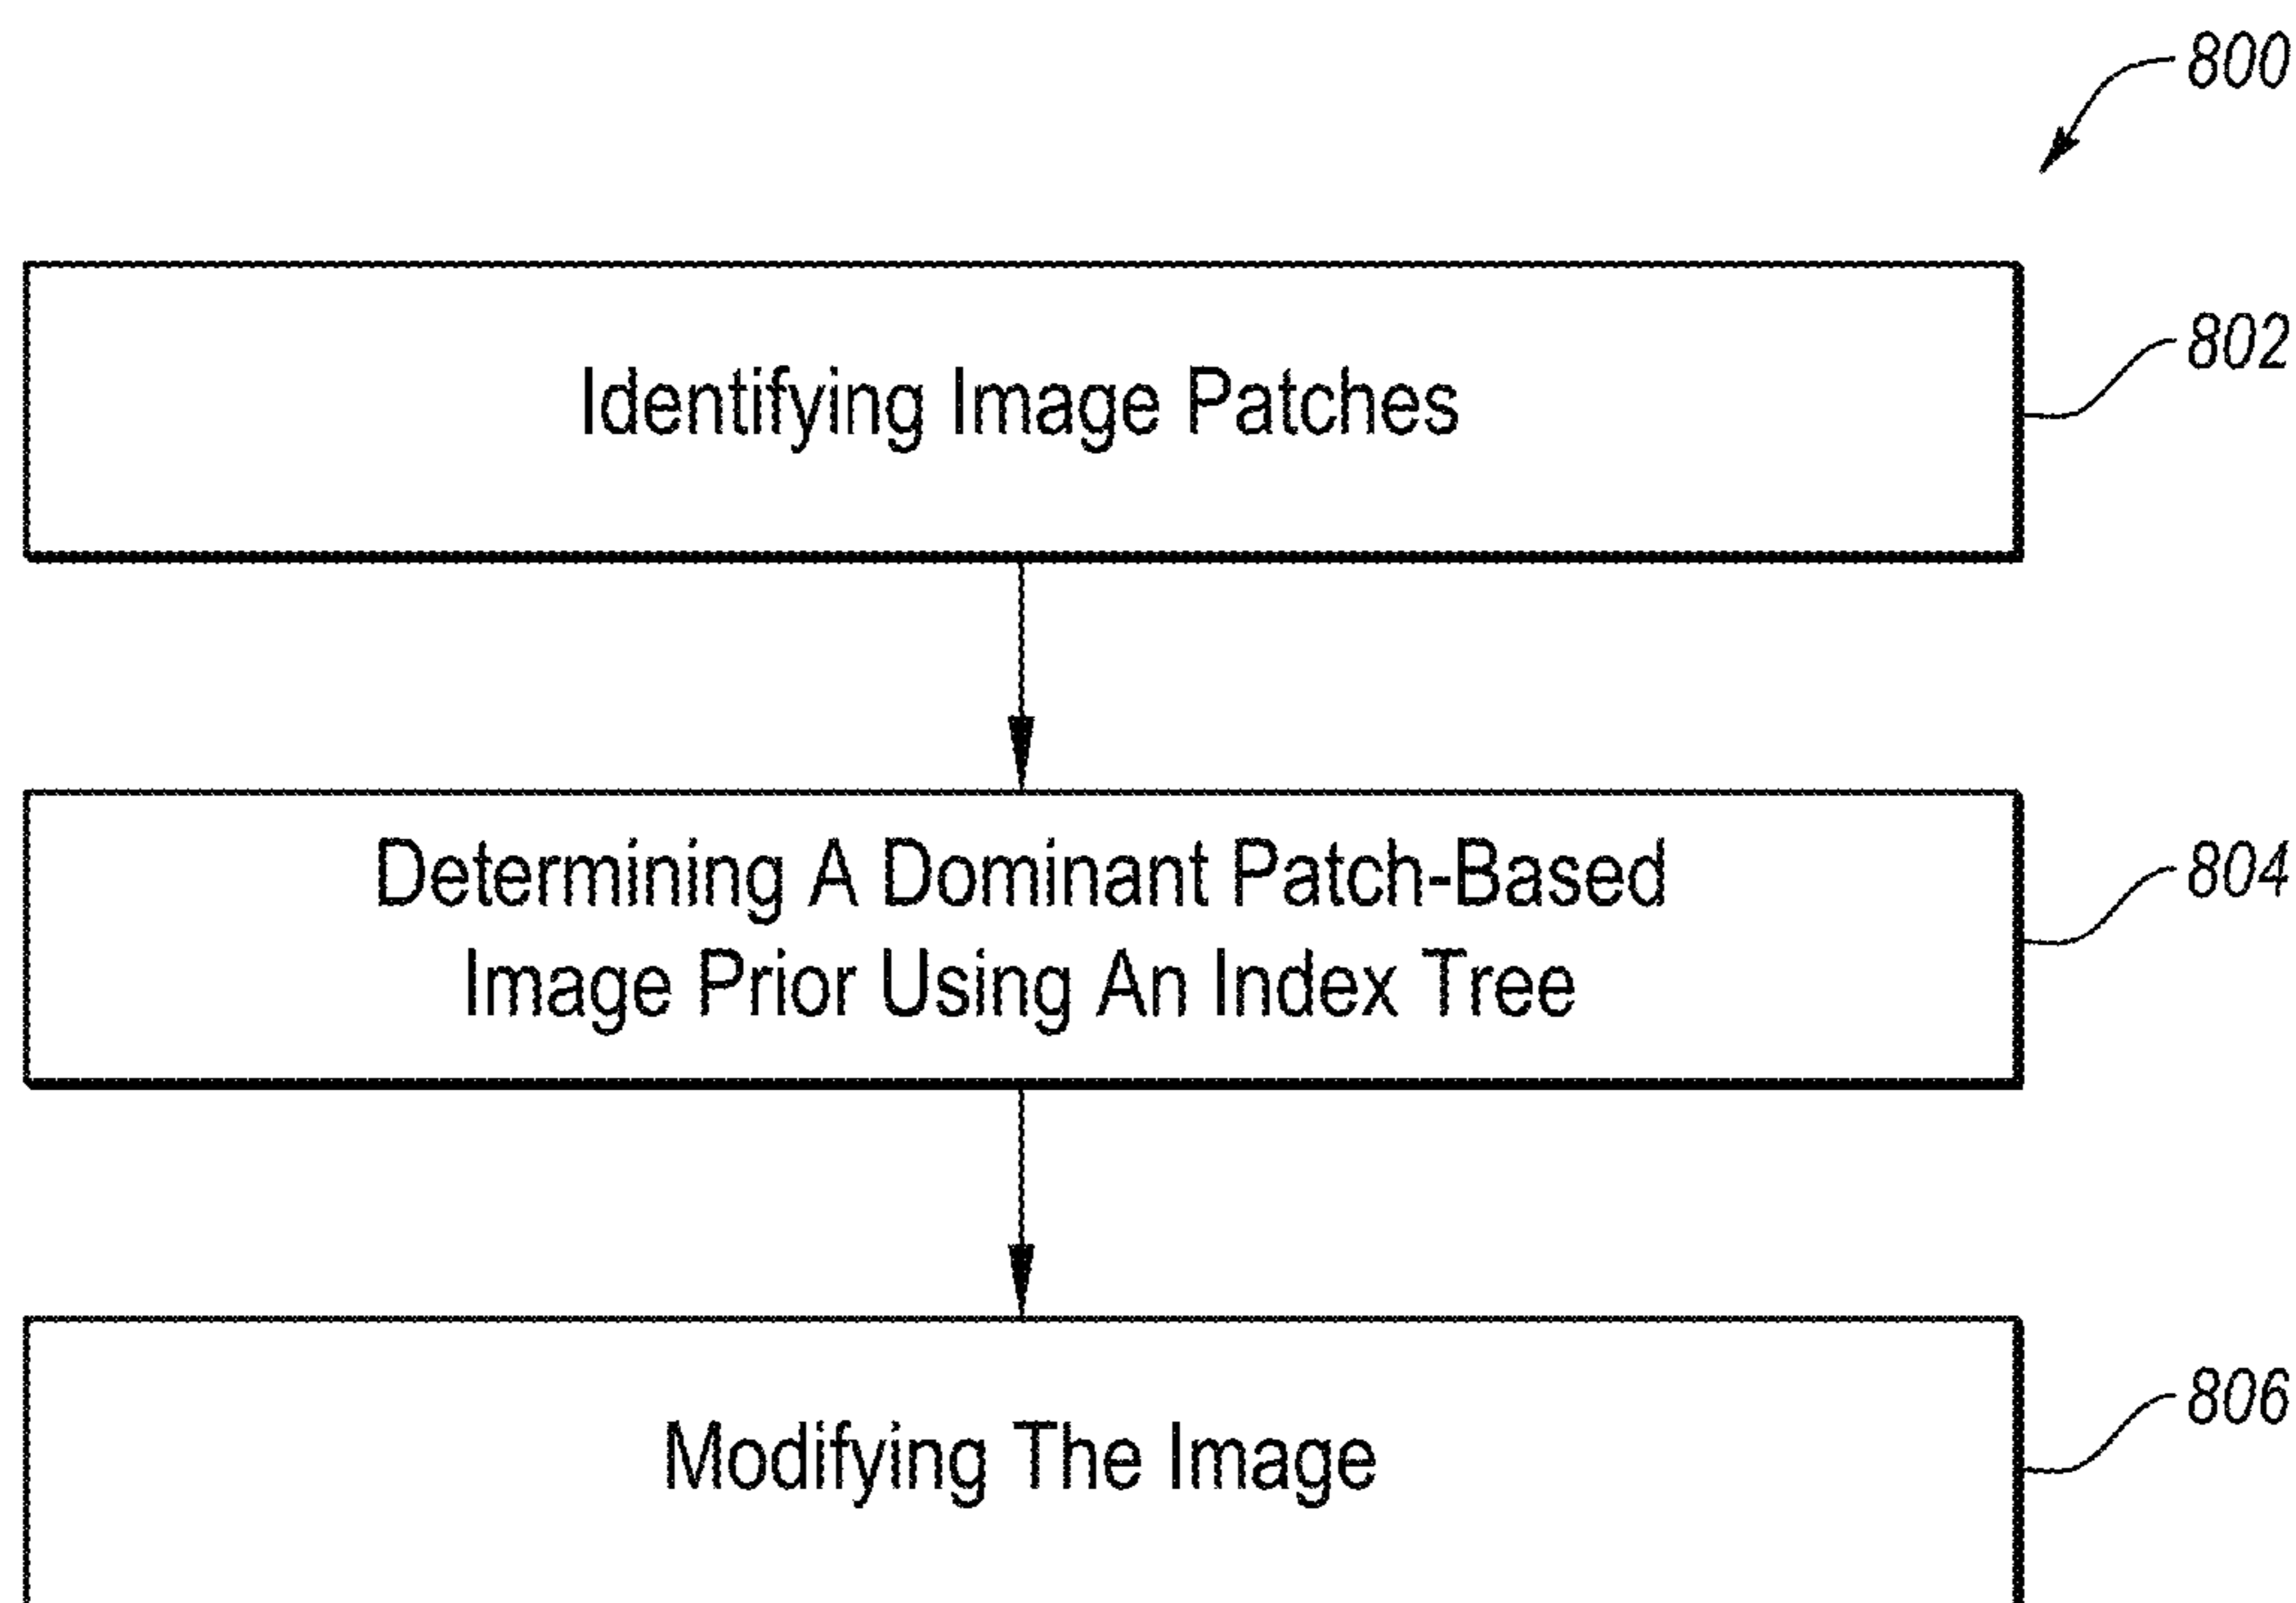 800
802
Identifying Image Patches
804
Determining A Dominant Patch-Based
Image Prior Using An Index Tree
806
Modifying The Image